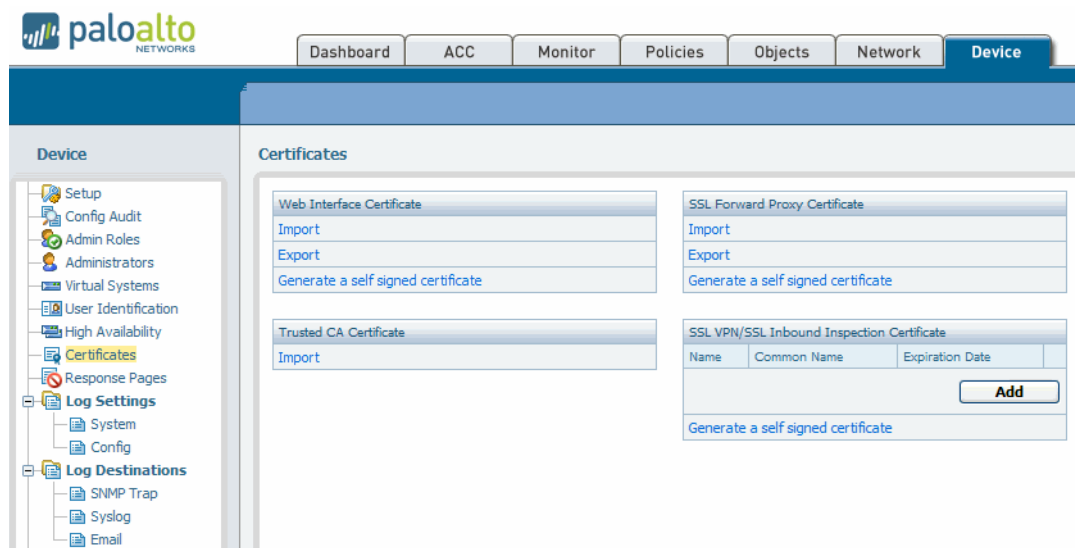 paloalto
NETWORKS
Dashboard ACC Monitor Policies Objects Network Device
Device
Setup
Config Audit
Admin Roles
Administrators
Virtual Systems
User Identification
High Availability
Certificates
Response Pages
Log Settings
System
Config
Log Destinations
SNMP Trap
Syslog
Email
Certificates
Web Interface Certificate
Import
Export
Generate a self signed certificate
SSL Forward Proxy Certificate
Import
Export
Generate a self signed certificate
Trusted CA Certificate
Import
SSL VPN/SSL Inbound Inspection Certificate
Name Common Name Expiration Date
Add
Generate a self signed certificate